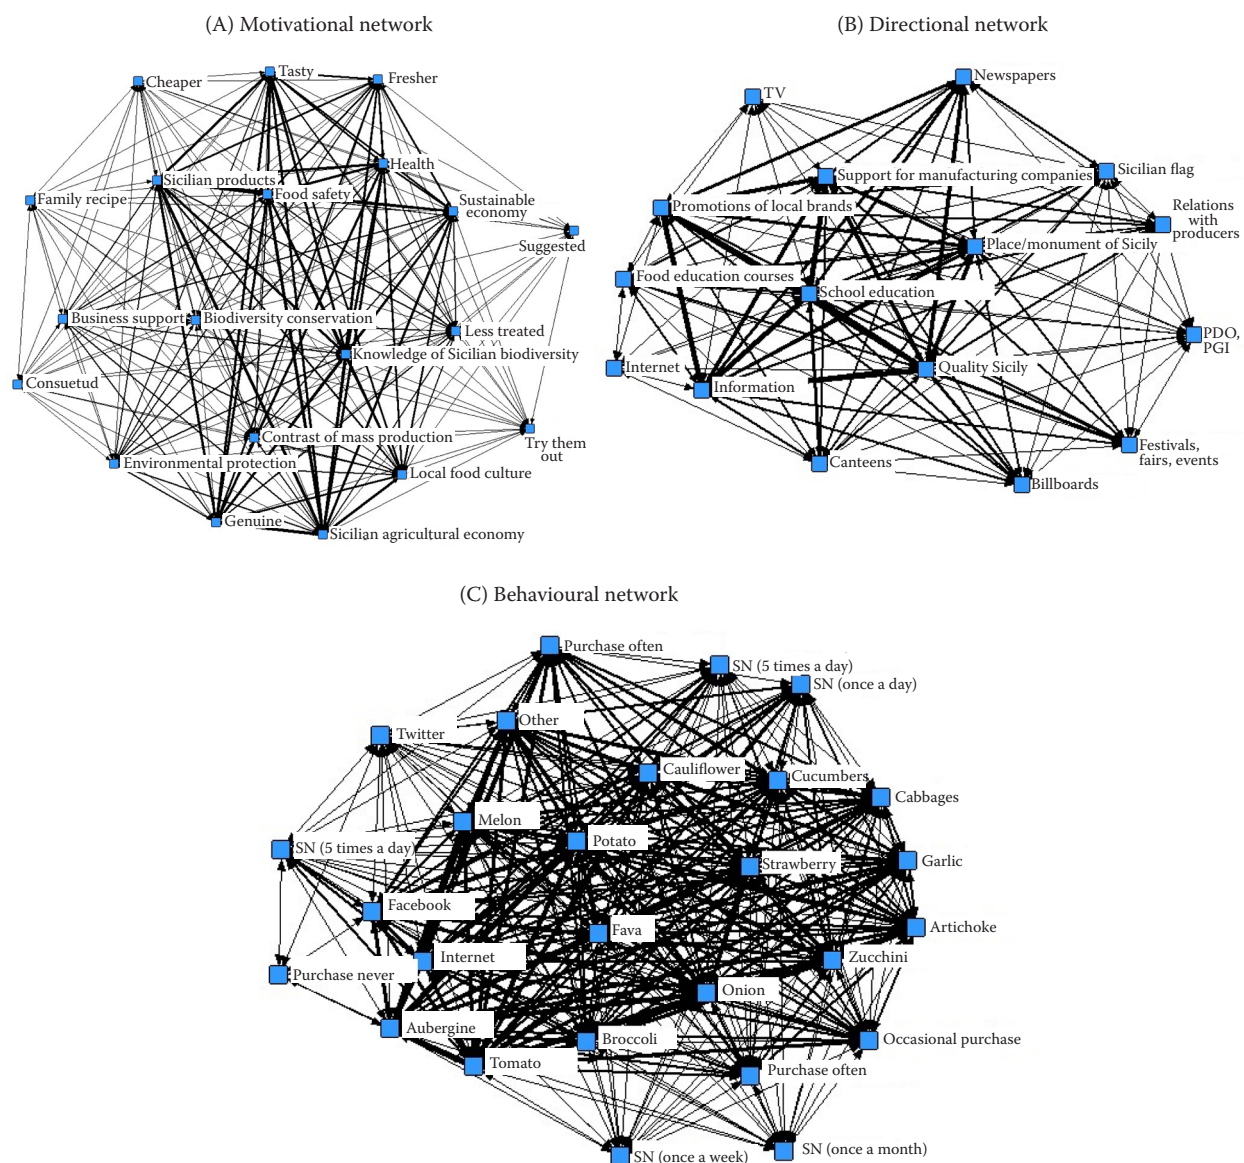 (A) Motivational network
(B) Directional network
Cheaper
Tasty
Fresher
Health
Sicilian products
Food safety
Family recipe
Sustainable
economy
Suggested
Business support
Biodiversity conservation
Less treated
Knowledge of Sicilian biodiversity
Consuetud
Contrast of mass production
Try them
out
Environmental protection
Local food culture
Genuine
Sicilian agricultural economy
Newspapers
TV
Support for manufacturing companies
Sicilian flag
Promotions of local brands
Relations
with
producers
Place/monument of Sicily
Food education courses
School education
PDO,
PGI
Internet
Information
Quality Sicily
Festivals,
fairs, events
Canteens
Billboards
(C) Behavioural network
Purchase often
SN (5 times a day)
SN (once a day)
Other
Twitter
Cauliflower
Cucumbers
Cabbages
Melon
Potato
SN (5 times a day)
Strawberry
Garlic
Facebook
Fava
Artichoke
Internet
Zucchini
Purchase never
Onion
Aubergine
Broccoli
Occasional purchase
Tomato
Purchase often
SN (once a week)
SN (once a month)